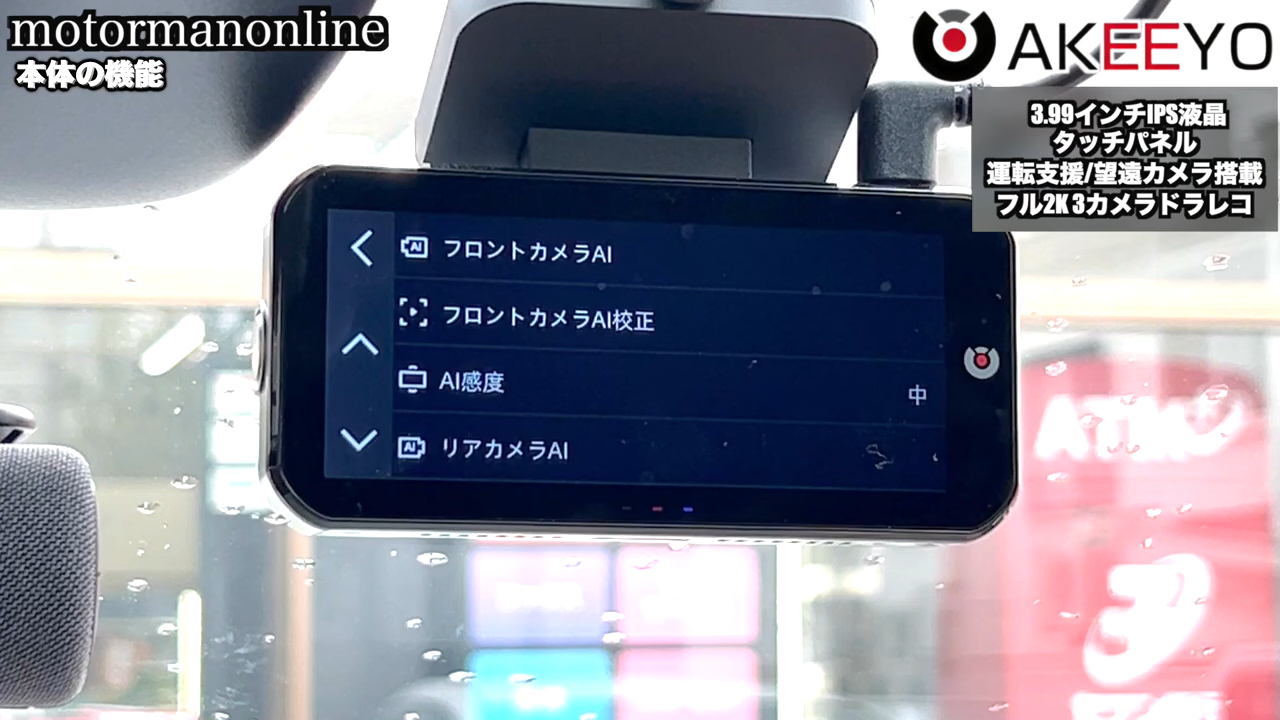 motormanonline
本体の機能
AKEEYO
3.99インチIPS液晶
タッチパネル
運転支援/望遠カメラ搭載
フル2K 3カメラドラレコ
フロントカメラAI
フロントカメラAI校正
AI感度
中
リアカメラAI
ATM